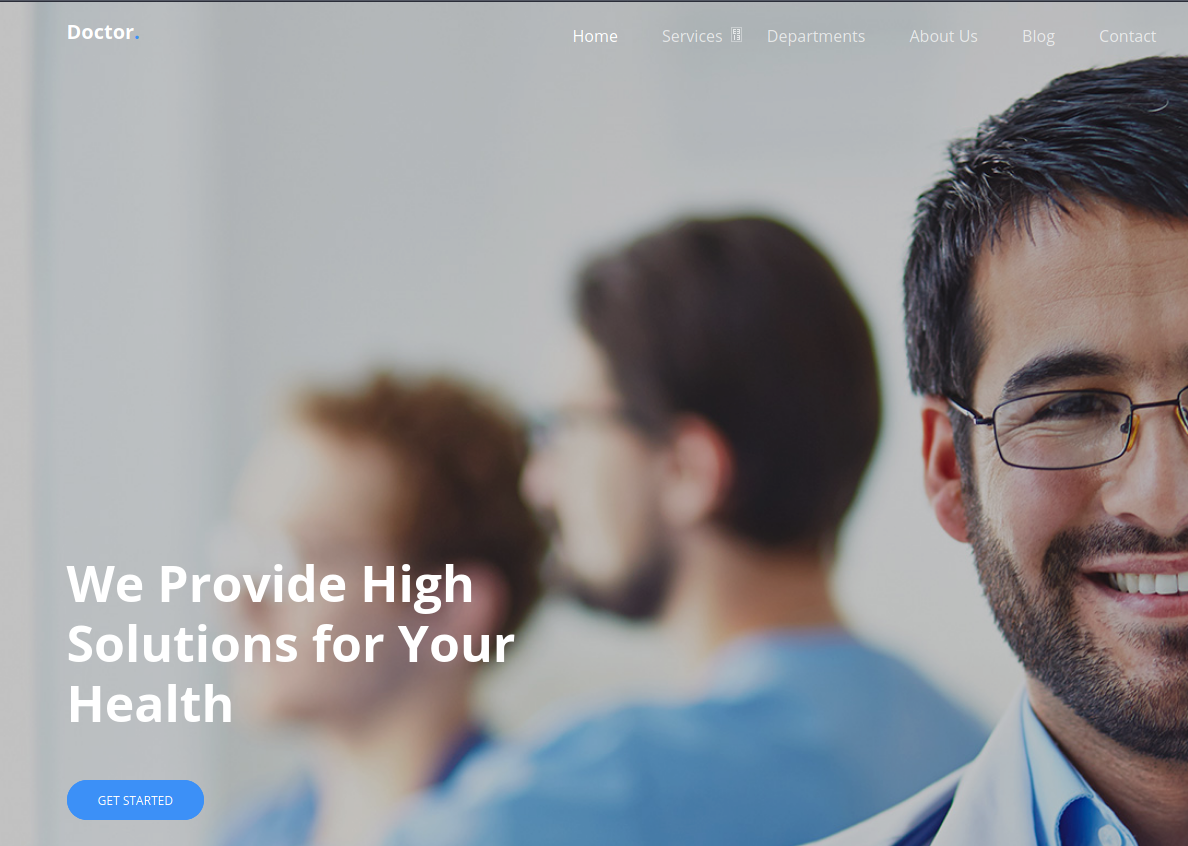 Doctor.
Home Services Departments About Us Blog Contact
We Provide High
Solutions for Your
Health
GET STARTED